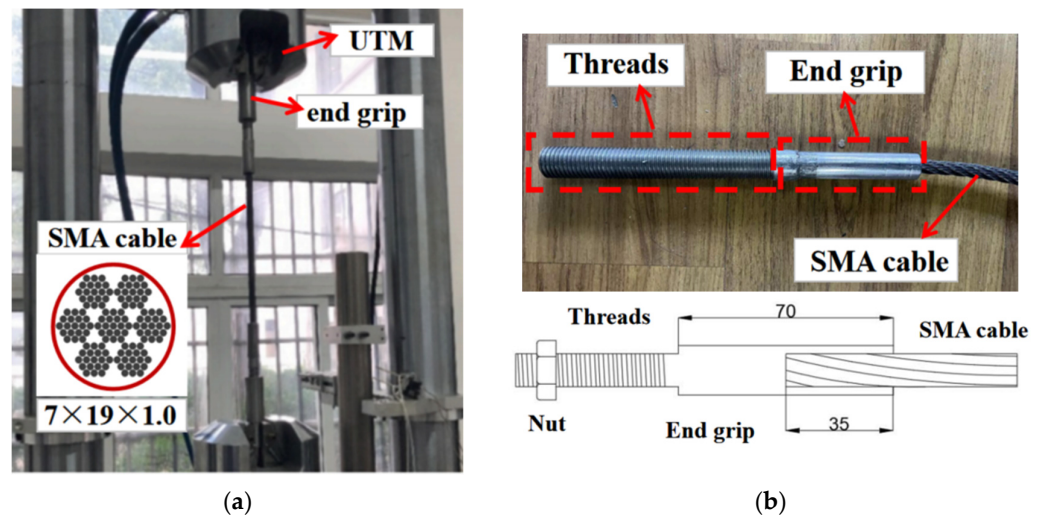 UTM
end grip
SMA cable
7×19×1.0
(a)
Threads
End grip
SMA cable
Threads
70
SMA cable
Nut
End grip
35
(b)